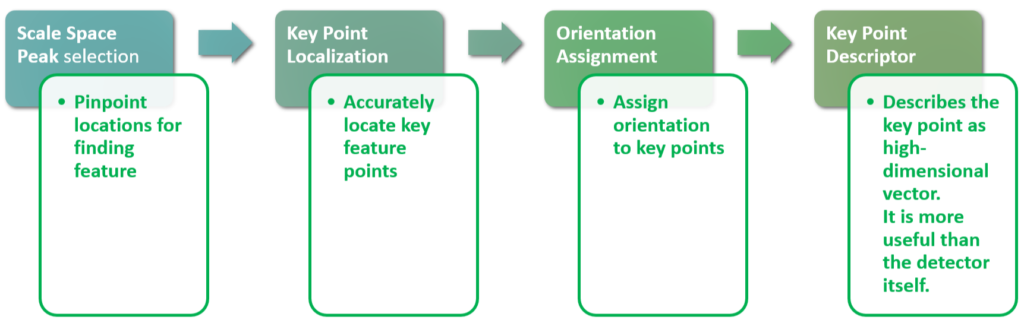 Scale Space
Peak selection
• Pinpoint
locations for
finding
feature
Key Point
Localization
• Accurately
locate key
feature
points
Orientation
Assignment
• Assign
orientation
to key points
Key Point
Descriptor
• Describes the
key point as
high-
dimensional
vector.
It is more
useful than
the detector
itself.